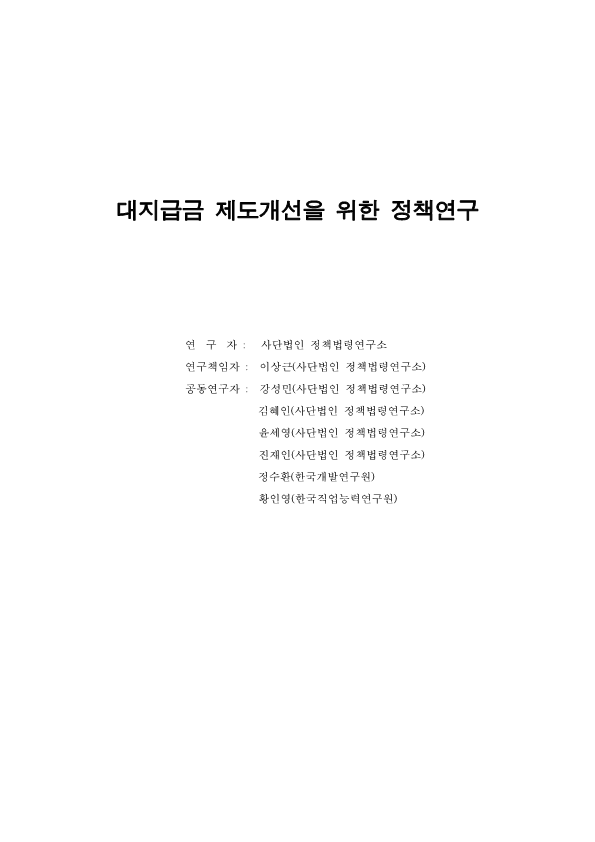 대지급금 제도개선을 위한 정책연구
연 구 자 : 사단법인 정책법령연구소
연구책임자 : 이상근(사단법인 정책법령연구소)
공동연구자 : 강성민(사단법인 정책법령연구소)
김혜인(사단법인 정책법령연구소)
윤세영(사단법인 정책법령연구소)
진재인(사단법인 정책법령연구소)
정수환(한국개발연구원)
황인영(한국직업능력연구원)